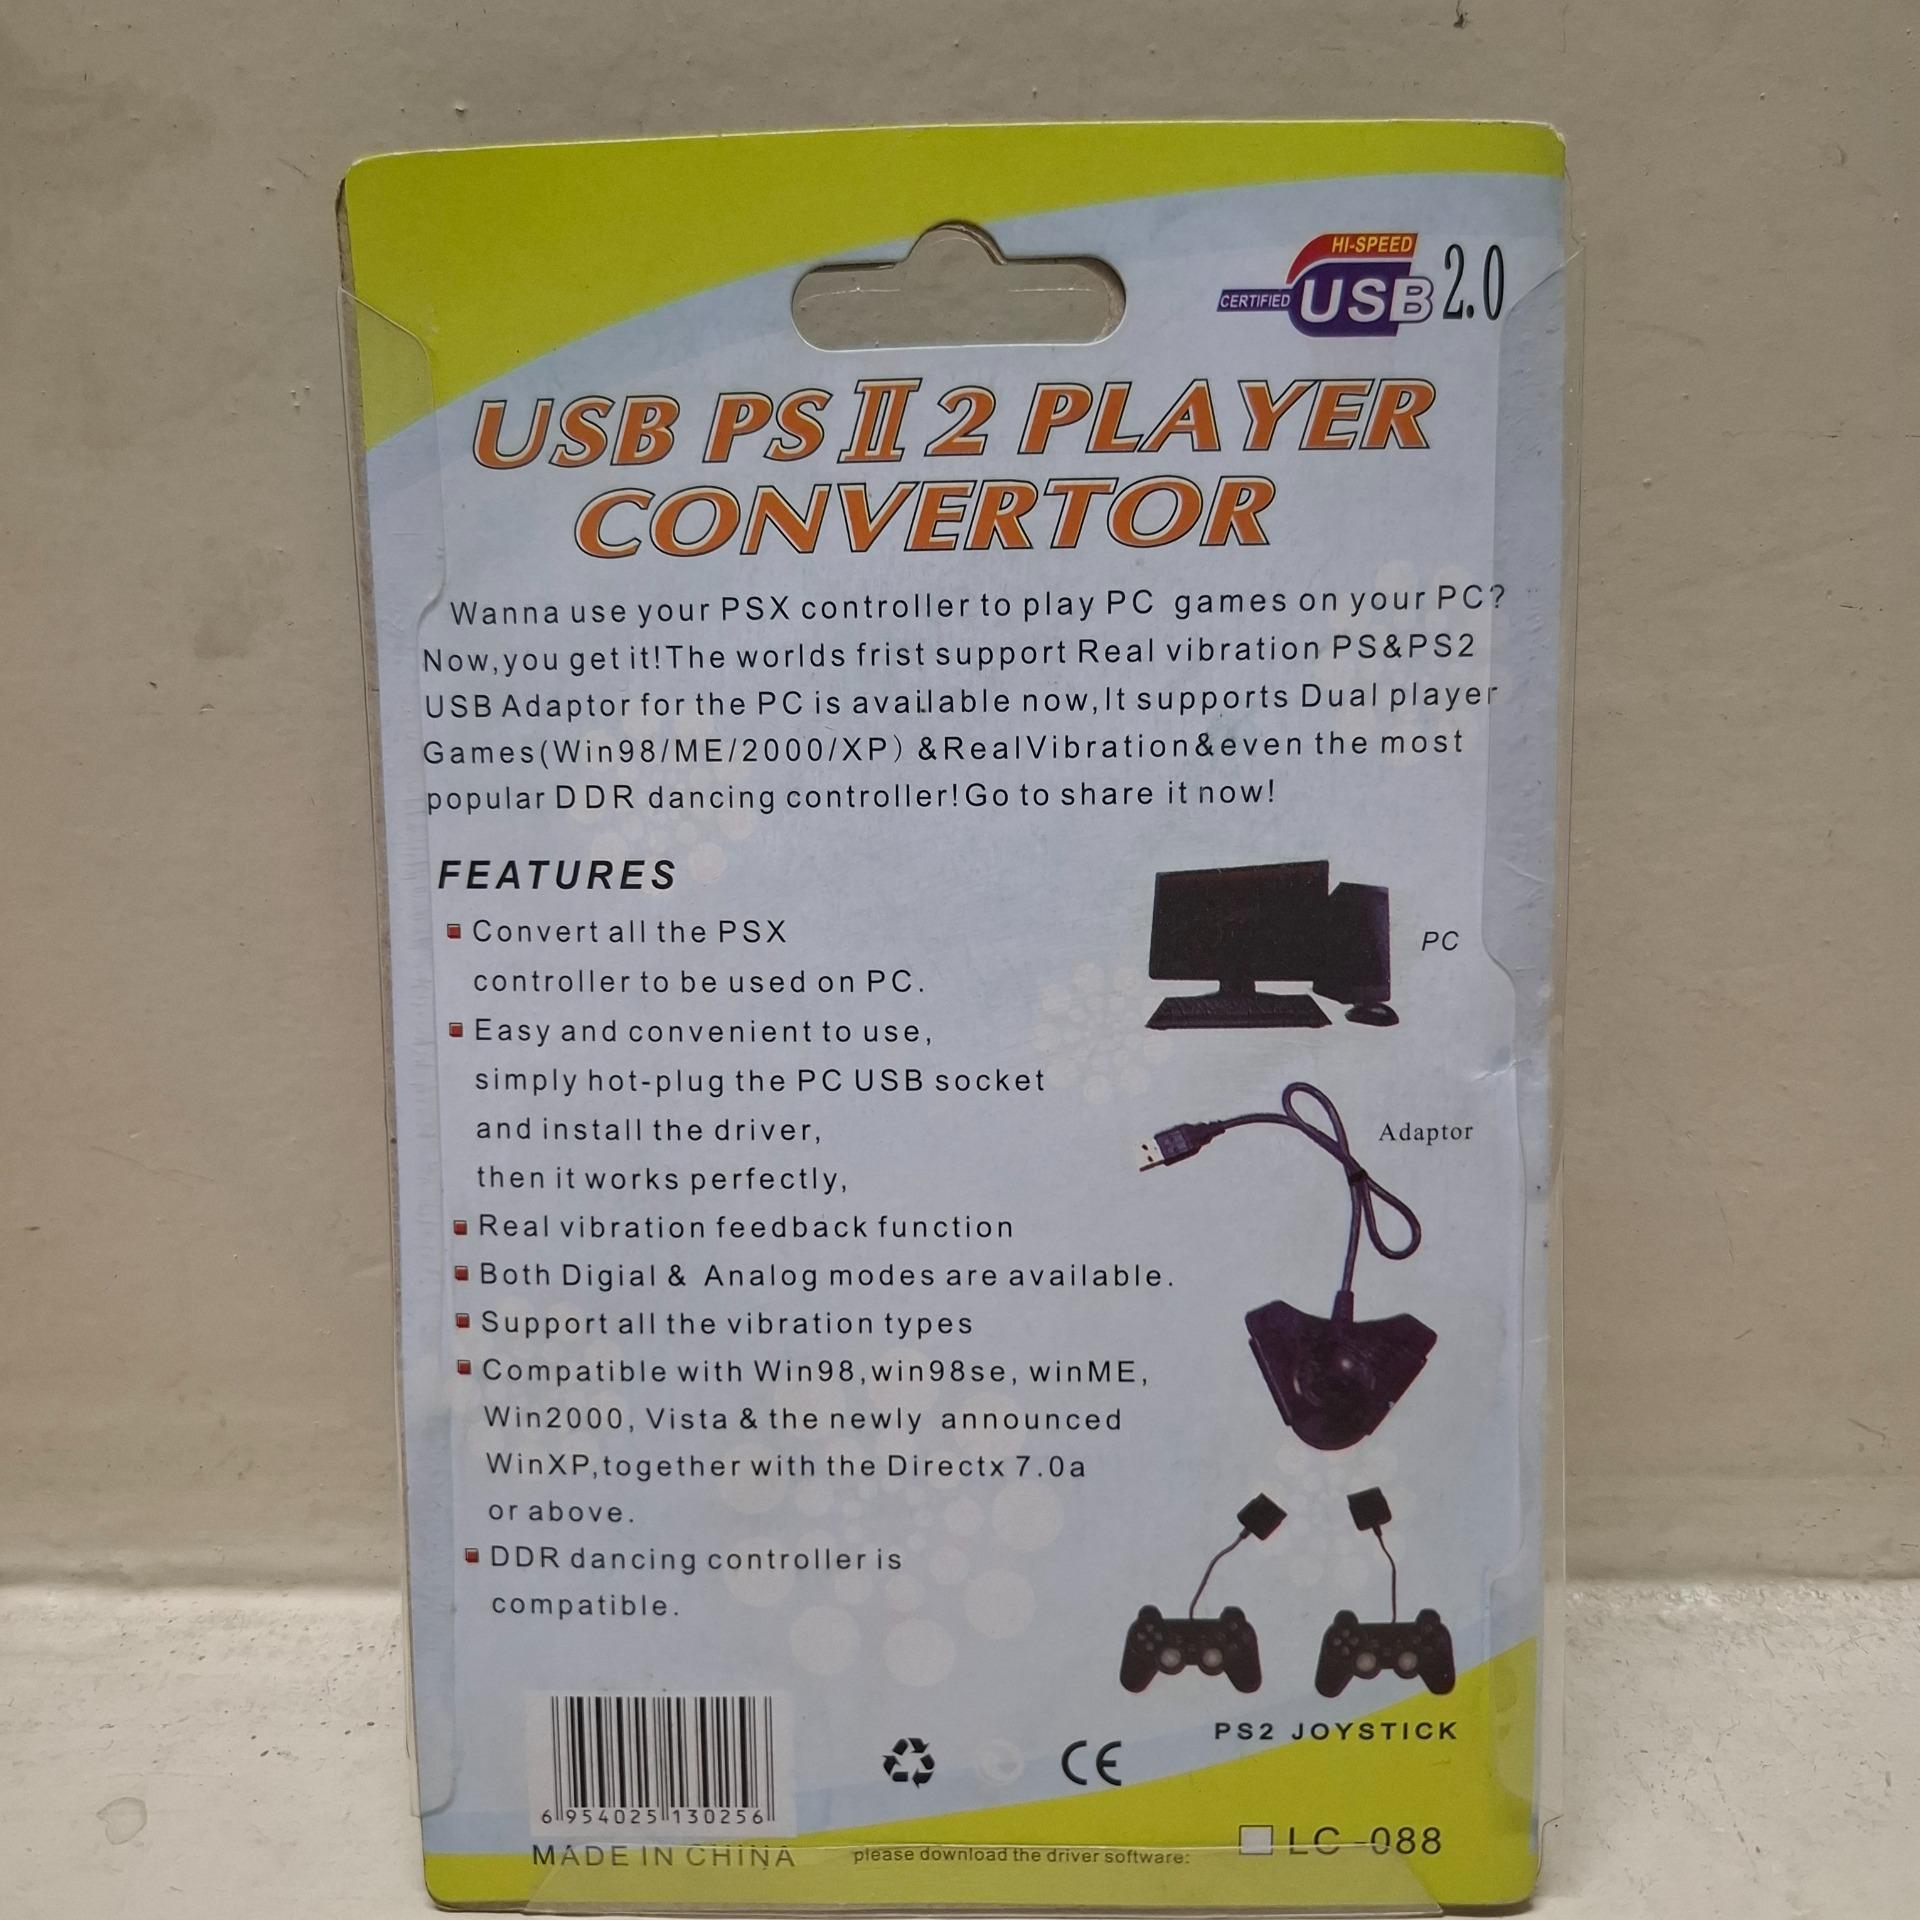 HI-SPEED
CERTIFIED USB 2.0
USB PS II 2 PLAYER
CONVERTOR
Wanna use your PSX controller to play PC games on your PC?
Now,you get it!The worlds frist support Real vibration PS&PS2
USB Adaptor for the PC is available now,It supports Dual player
Games(Win98/ME/2000/XP) &RealVibration&even the most
popular DDR dancing controller!Go to share it now!
FEATURES
Convert all the PSX
controller to be used on PC.
Easy and convenient to use,
simply hot-plug the PC USB socket
and install the driver,
then it works perfectly,
Real vibration feedback function
Both Digial & Analog modes are available.
Support all the vibration types
Compatible with Win98,win98se, winME,
Win2000, Vista & the newly announced
WinXP,together with the Directx 7.0a
or above.
DDR dancing controller is
compatible.
PC
Adaptor
PS2 JOYSTICK
CE
6 954025 130256
MADE IN CHINA
please download the driver software:
LC-088